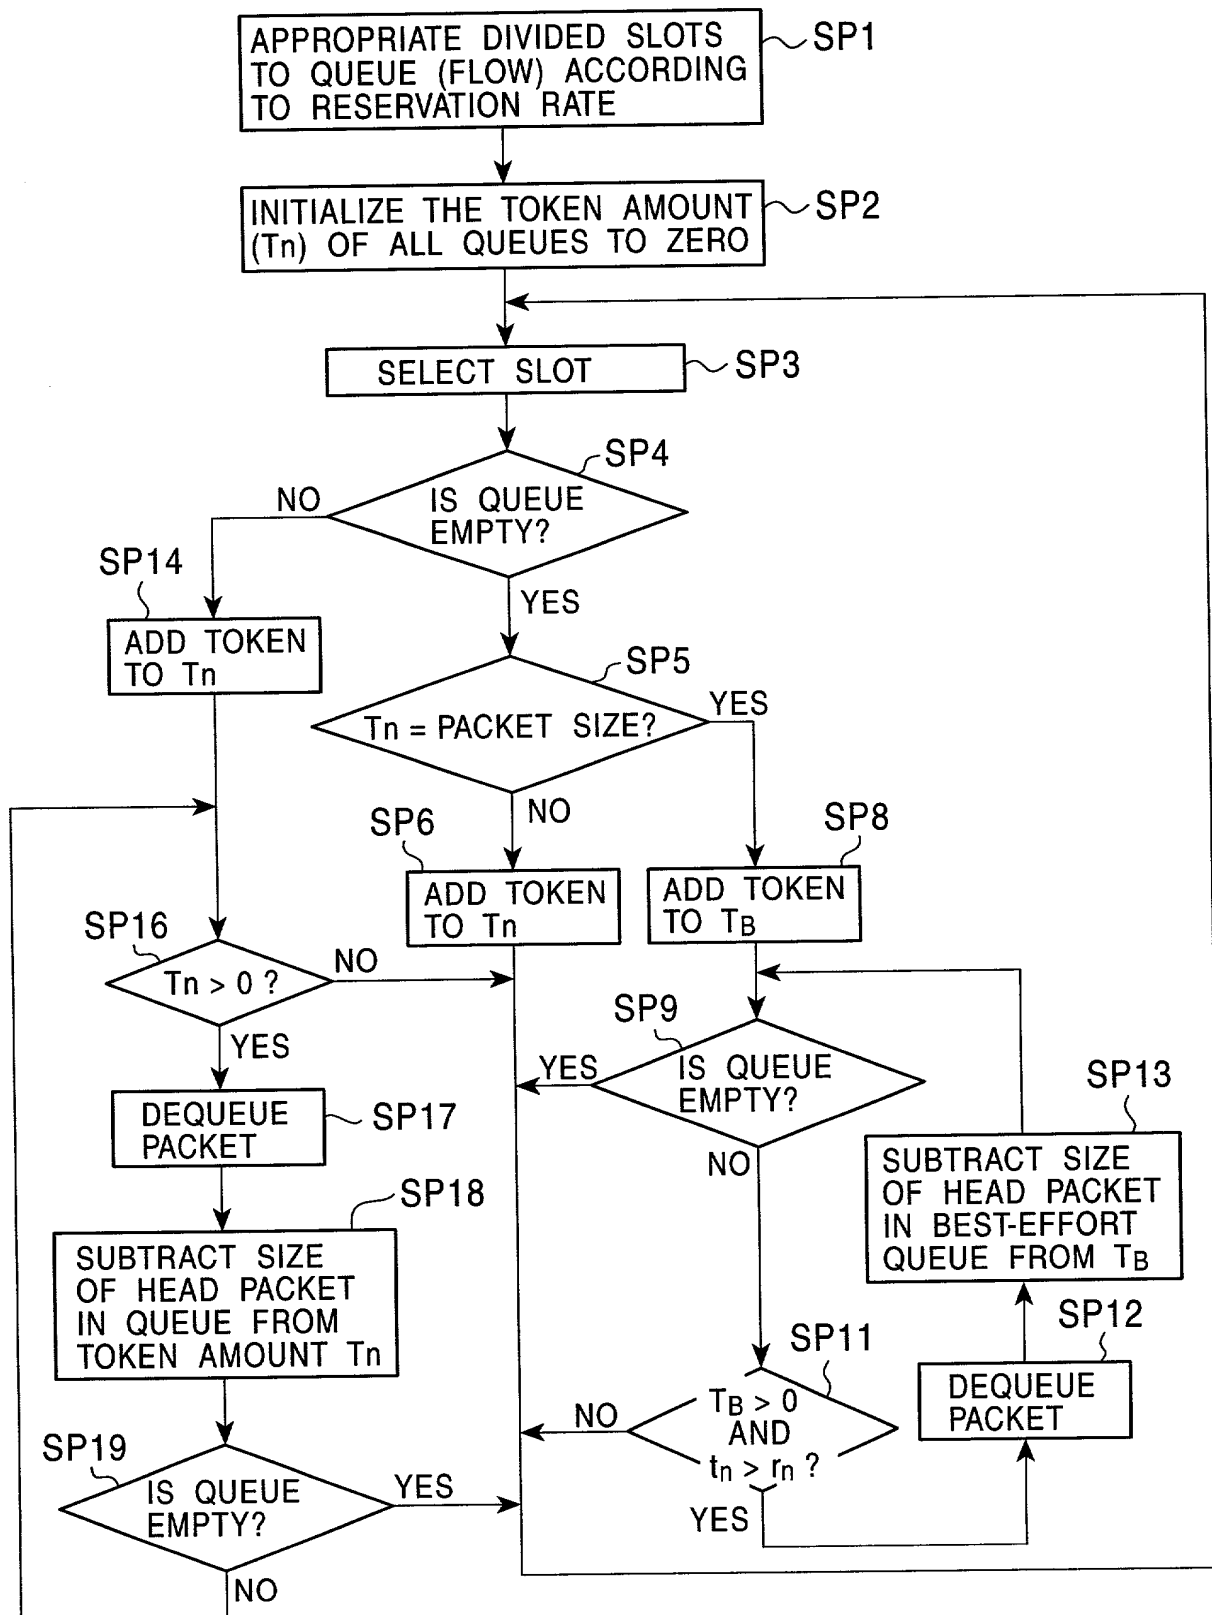 APPROPRIATE DIVIDED SLOTS
TO QUEUE (FLOW) ACCORDING
TO RESERVATION RATE
SP1
INITIALIZE THE TOKEN AMOUNT
(Tn) OF ALL QUEUES TO ZERO
SP2
SELECT SLOT
SP3
SP4
IS QUEUE
EMPTY?
NO
YES
SP14
ADD TOKEN
TO Tn
SP5
Tn = PACKET SIZE?
YES
NO
SP6
ADD TOKEN
TO Tn
SP8
ADD TOKEN
TO TB
SP16
Tn > 0 ?
NO
YES
SP9
IS QUEUE
EMPTY?
YES
NO
SP13
SUBTRACT SIZE
OF HEAD PACKET
IN BEST-EFFORT
QUEUE FROM TB
DEQUEUE
PACKET
SP17
SP18
SUBTRACT SIZE
OF HEAD PACKET
IN QUEUE FROM
TOKEN AMOUNT Tn
SP11
TB > 0
AND
tn > rn ?
NO
YES
SP12
DEQUEUE
PACKET
SP19
IS QUEUE
EMPTY?
YES
NO